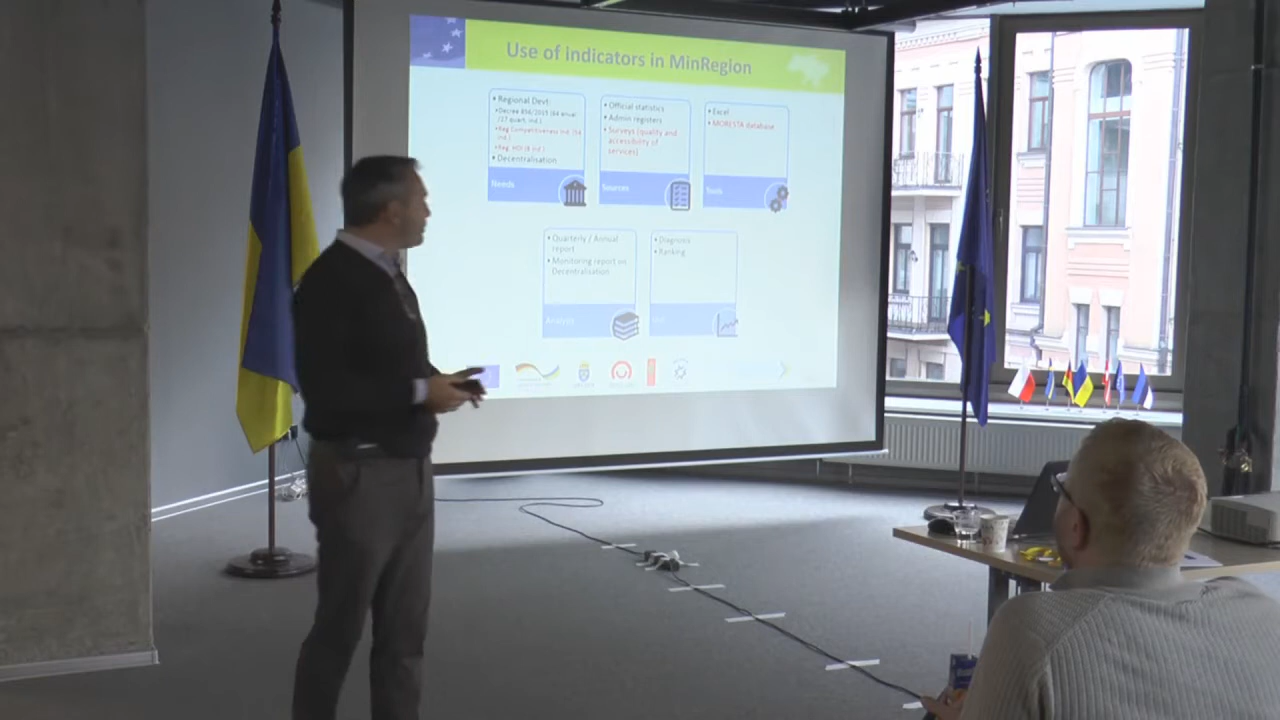 Use of indicators in MinRegion
• Regional Devt:
•Decree 856/2015 (64 anual
/27 quart. ind.)
•Reg Competitiveness Ind. (56
ind.)
•Reg. HDI (8 ind.)
• Decentralisation
Needs
• Official statistics
• Admin registers
• Surveys (quality and
accessibility of
services)
Sources
• Excel
• MORESTA database
Tools
• Quarterly / Annual
report
• Monitoring report on
Decentralisation
Analysis
• Diagnosis
• Ranking